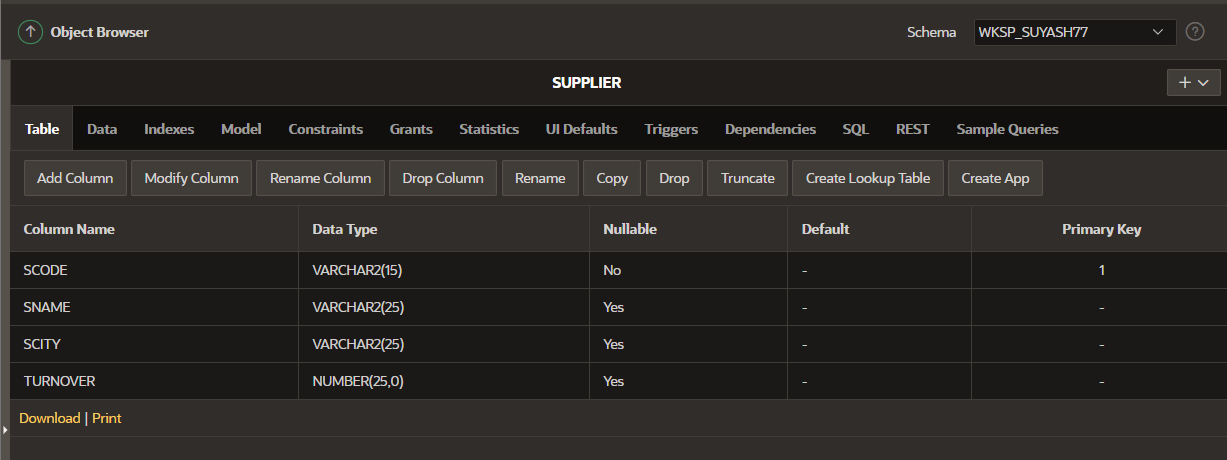 Object Browser Schema WKSP_SUYASH77 ?
SUPPLIER
Table Data Indexes Model Constraints Grants Statistics UI Defaults Triggers Dependencies SQL REST Sample Queries
Add Column Modify Column Rename Column Drop Column Rename Copy Drop Truncate Create Lookup Table Create App
Column Name Data Type Nullable Default Primary Key
SCODE VARCHAR2(15) No - 1
SNAME VARCHAR2(25) Yes - -
SCITY VARCHAR2(25) Yes - -
TURNOVER NUMBER(25,0) Yes - -
Download | Print